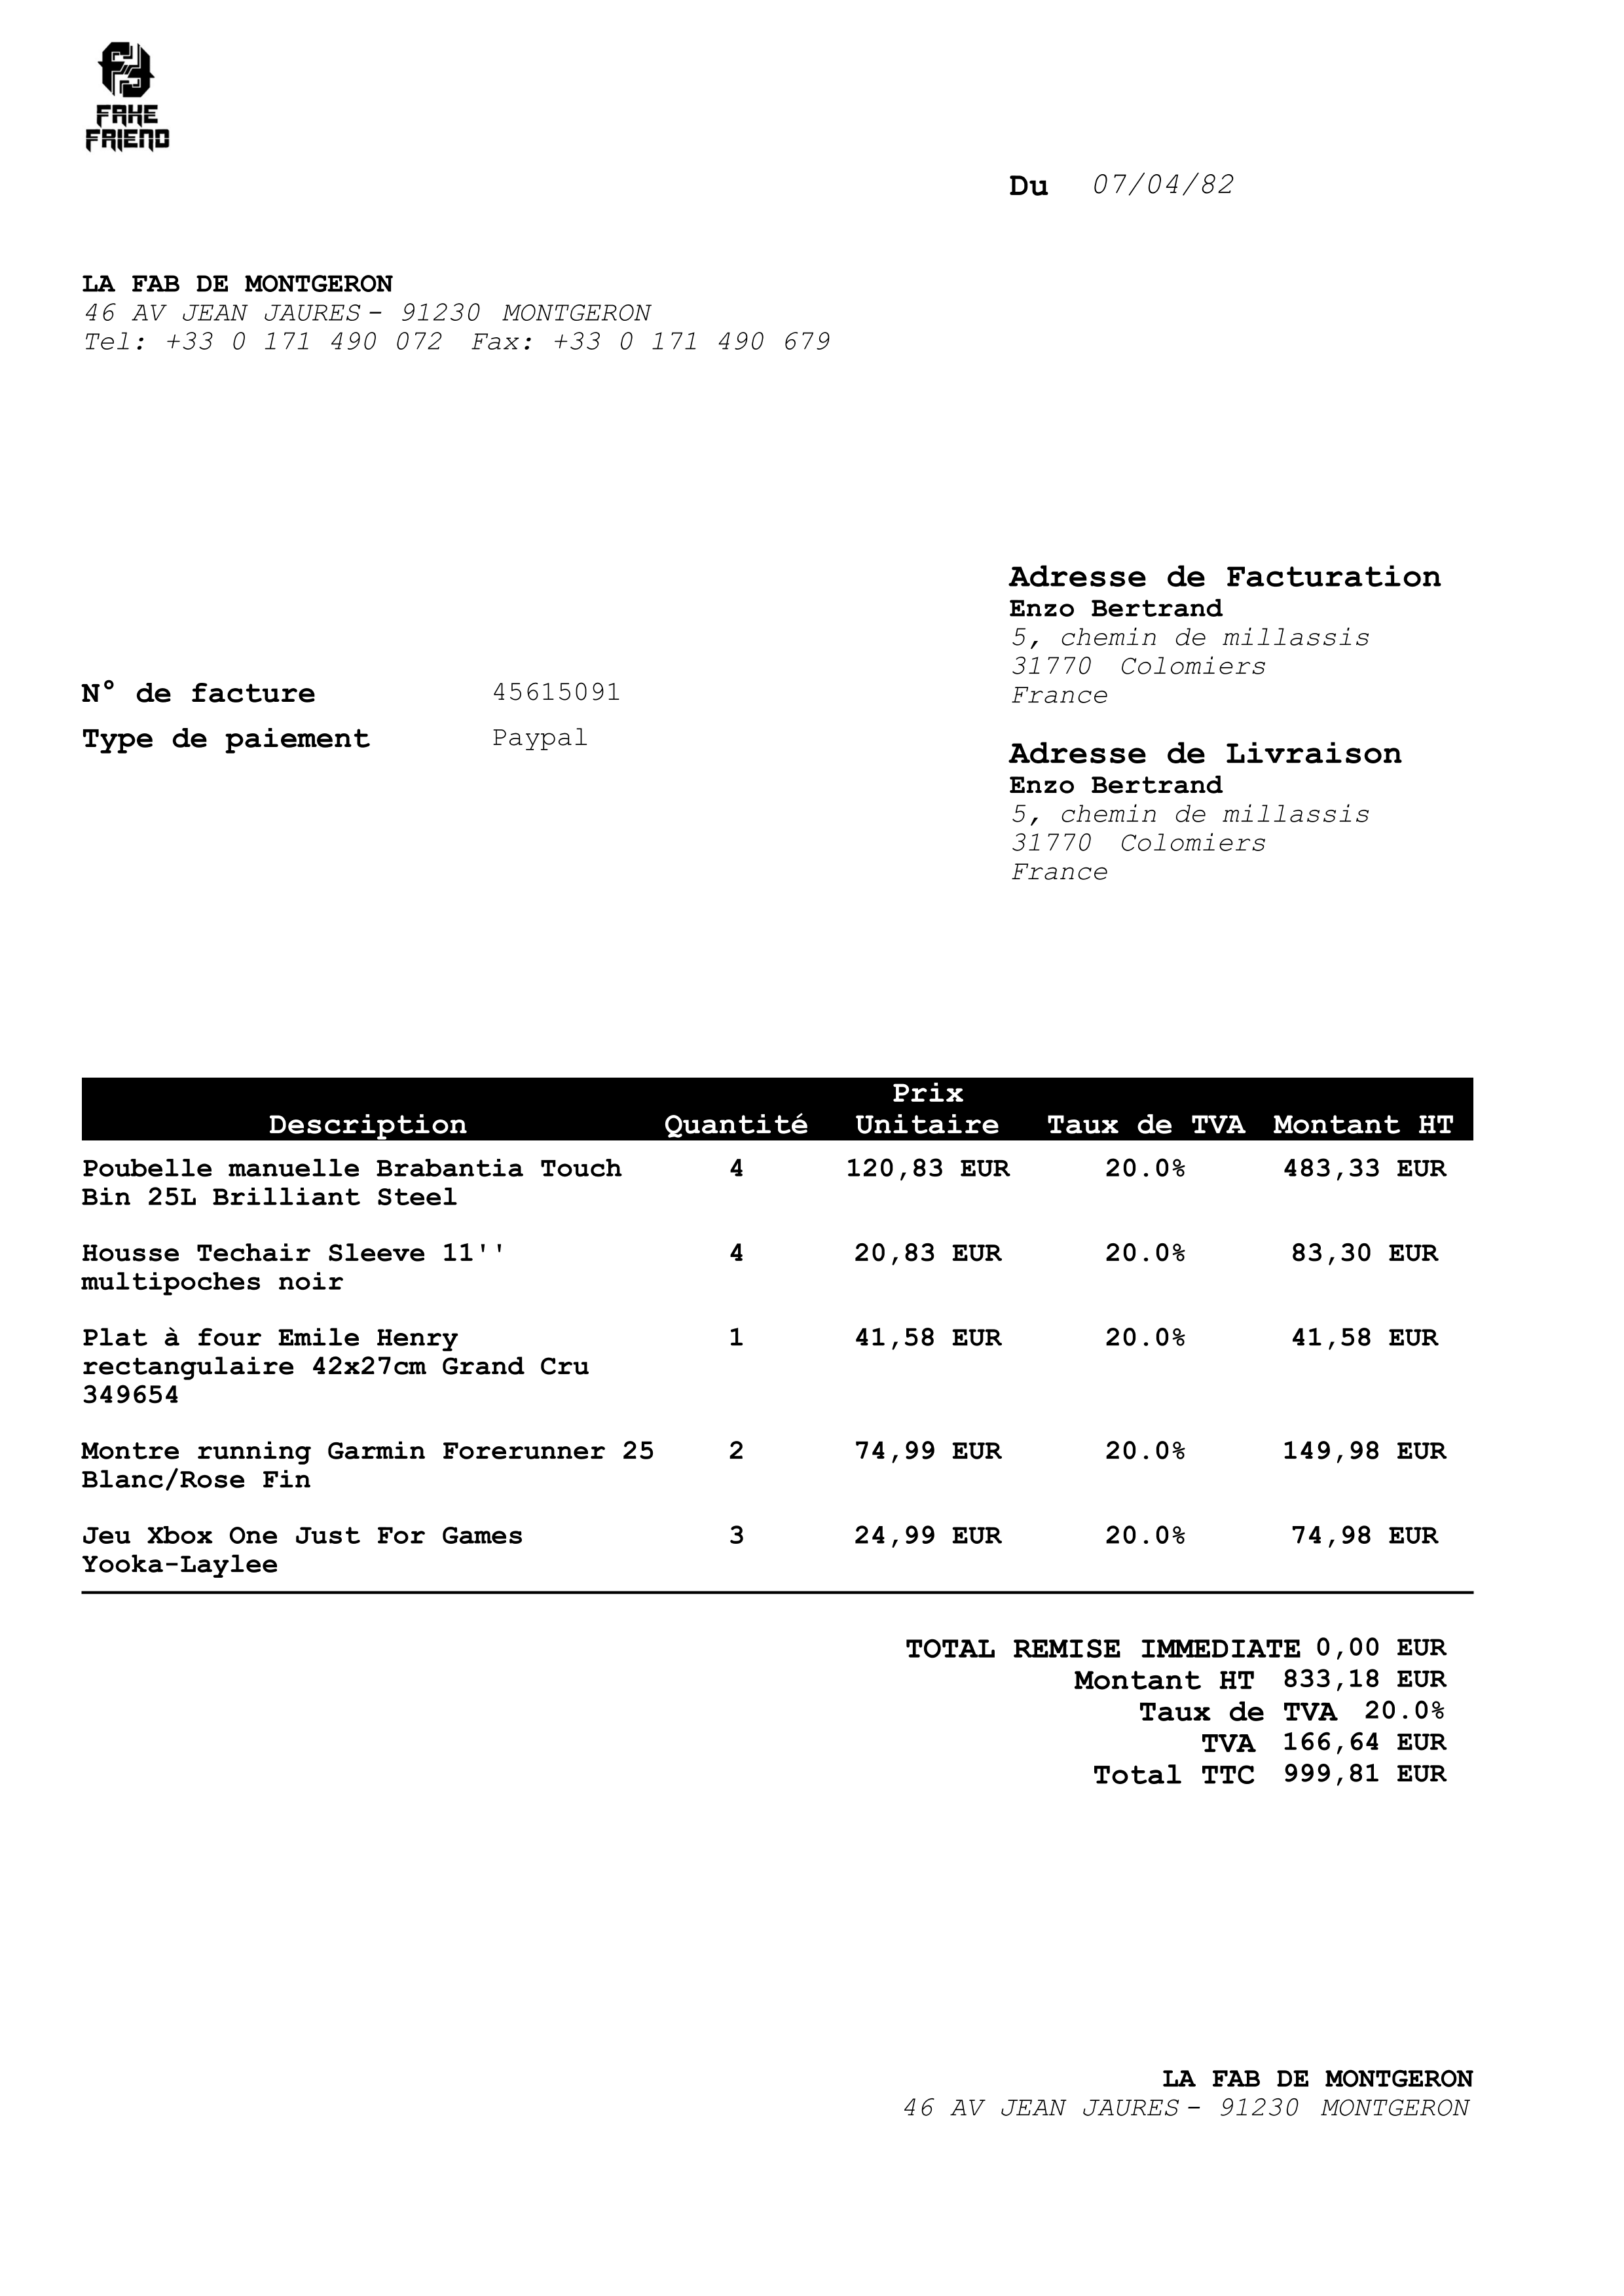 FAKE
FRIEND
Du 07/04/82
LA FAB DE MONTGERON
46 AV JEAN JAURES - 91230 MONTGERON
Tel: +33 0 171 490 072 Fax: +33 0 171 490 679
Adresse de Facturation
Enzo Bertrand
5, chemin de millassis
31770 Colomiers
France
N° de facture 45615091
Type de paiement Paypal
Adresse de Livraison
Enzo Bertrand
5, chemin de millassis
31770 Colomiers
France
Prix
Description Quantité Unitaire Taux de TVA Montant HT
Poubelle manuelle Brabantia Touch 4 120,83 EUR 20.0% 483,33 EUR
Bin 25L Brilliant Steel
Housse Techair Sleeve 11'' 4 20,83 EUR 20.0% 83,30 EUR
multipoches noir
Plat à four Emile Henry 1 41,58 EUR 20.0% 41,58 EUR
rectangulaire 42x27cm Grand Cru
349654
Montre running Garmin Forerunner 25 2 74,99 EUR 20.0% 149,98 EUR
Blanc/Rose Fin
Jeu Xbox One Just For Games 3 24,99 EUR 20.0% 74,98 EUR
Yooka-Laylee
TOTAL REMISE IMMEDIATE 0,00 EUR
Montant HT 833,18 EUR
Taux de TVA 20.0%
TVA 166,64 EUR
Total TTC 999,81 EUR
LA FAB DE MONTGERON
46 AV JEAN JAURES - 91230 MONTGERON